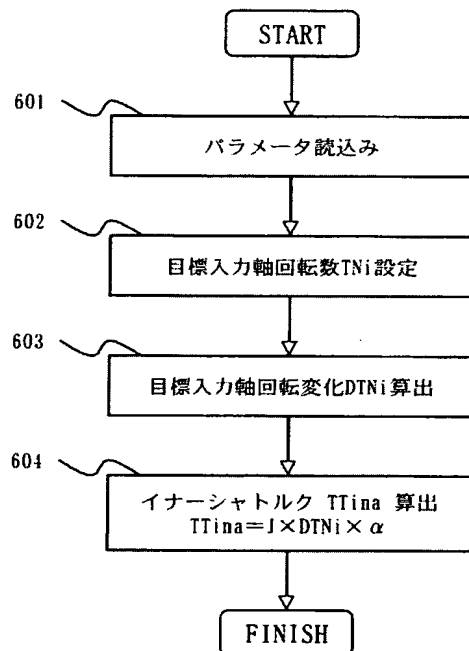 START
601
パラメータ読込み
602
目標入力軸回転数TNi設定
603
目標入力軸回転変化DTNi算出
604
イナーシャトルク TTina 算出
TTina=J×DTNi×α
FINISH